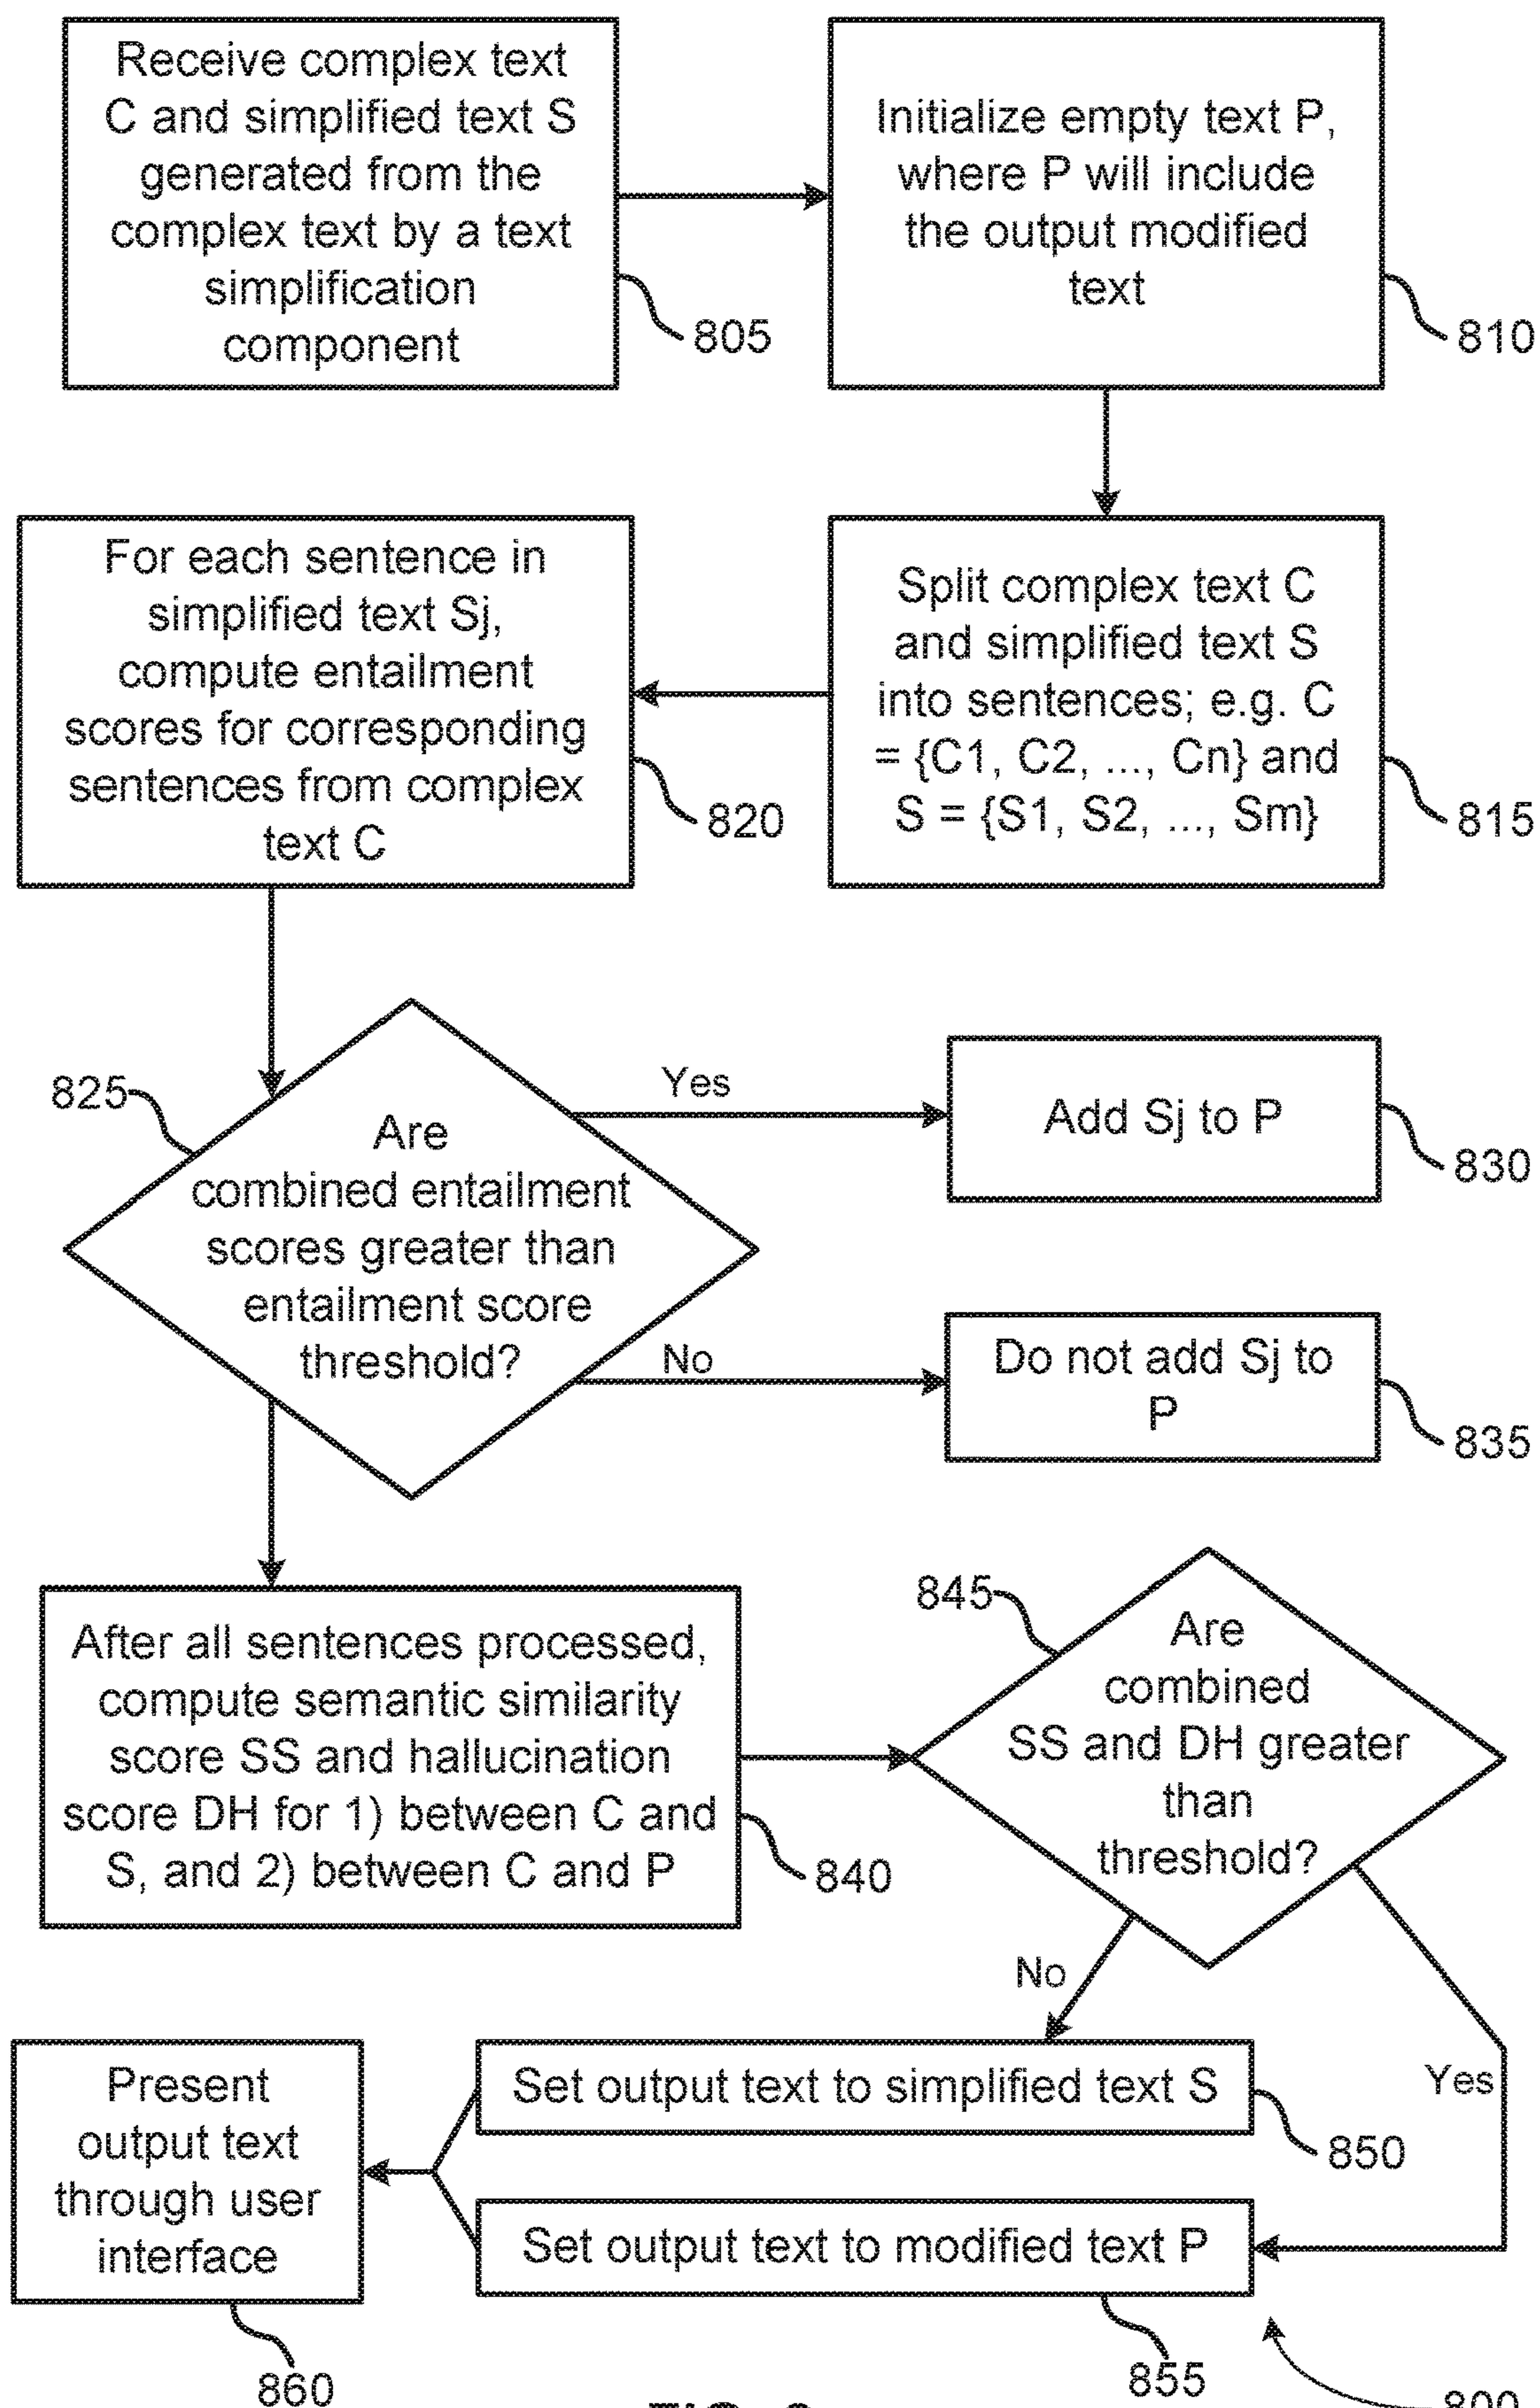 Receive complex text
C and simplified text S
generated from the
complex text by a text
simplification
component
805
Initialize empty text P,
where P will include
the output modified
text
810
Split complex text C
and simplified text S
into sentences; e.g. C
= {C1, C2, ..., Cn} and
S = {S1, S2, ..., Sm}
815
For each sentence in
simplified text Sj,
compute entailment
scores for corresponding
sentences from complex
text C
820
825
Are
combined entailment
scores greater than
entailment score
threshold?
Yes
Add Sj to P
830
No
Do not add Sj to
P
835
After all sentences processed,
compute semantic similarity
score SS and hallucination
score DH for 1) between C and
S, and 2) between C and P
840
845
Are
combined
SS and DH greater
than
threshold?
No
Yes
Set output text to simplified text S
850
Set output text to modified text P
855
Present
output text
through user
interface
860
800